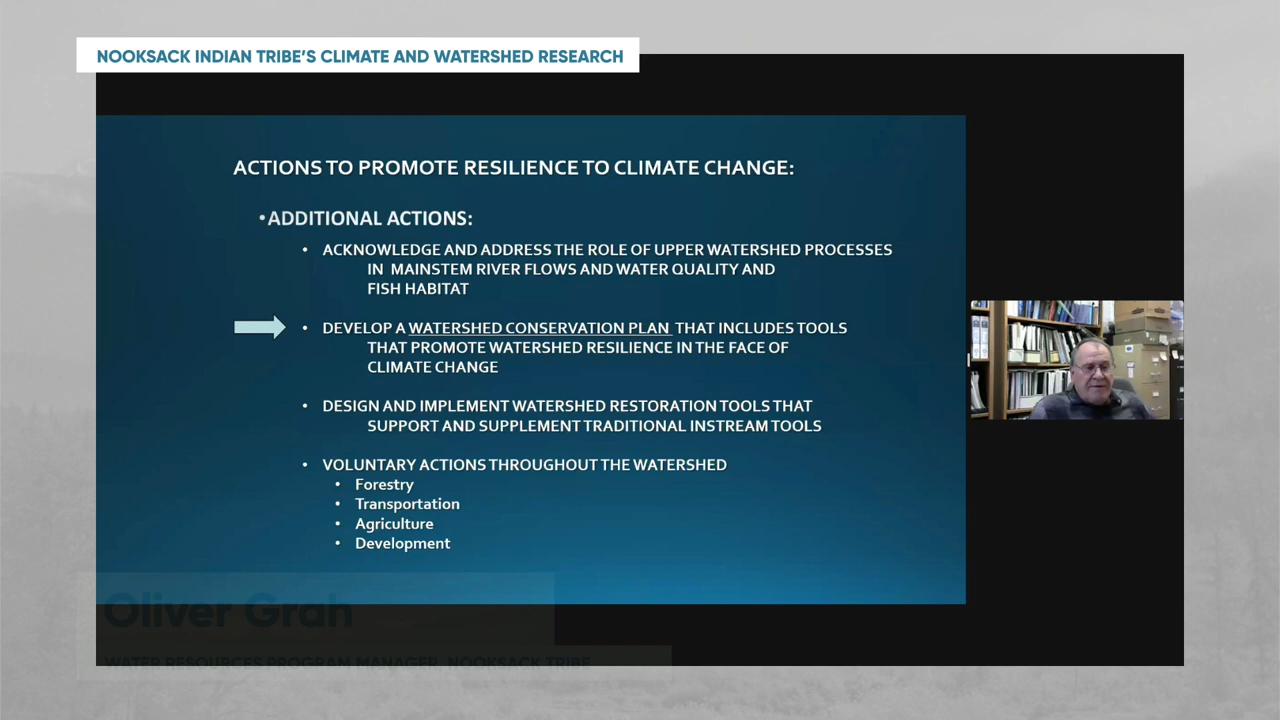 NOOKSACK INDIAN TRIBE'S CLIMATE AND WATERSHED RESEARCH
ACTIONS TO PROMOTE RESILIENCE TO CLIMATE CHANGE:
•ADDITIONAL ACTIONS:
• ACKNOWLEDGE AND ADDRESS THE ROLE OF UPPER WATERSHED PROCESSES
IN MAINSTEM RIVER FLOWS AND WATER QUALITY AND
FISH HABITAT
• DEVELOP A WATERSHED CONSERVATION PLAN THAT INCLUDES TOOLS
THAT PROMOTE WATERSHED RESILIENCE IN THE FACE OF
CLIMATE CHANGE
• DESIGN AND IMPLEMENT WATERSHED RESTORATION TOOLS THAT
SUPPORT AND SUPPLEMENT TRADITIONAL INSTREAM TOOLS
• VOLUNTARY ACTIONS THROUGHOUT THE WATERSHED
• Forestry
• Transportation
• Agriculture
• Development
Oliver Grah
WATER RESOURCES PROGRAM MANAGER, NOOKSACK TRIBE